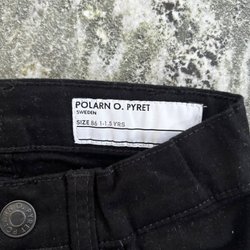 POLARN O. PYRET
SWEDEN
SIZE 86 1-1,5 YRS